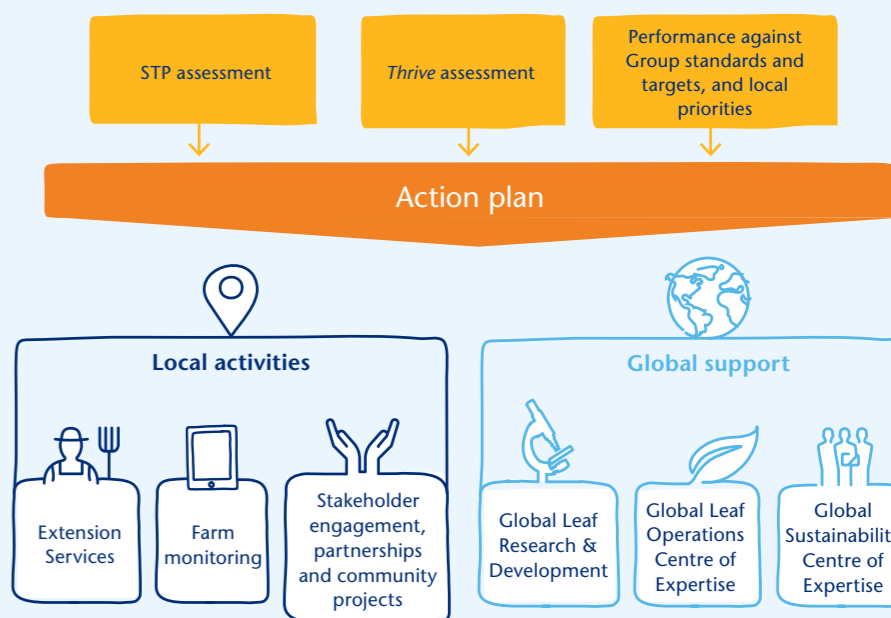 STP assessment
Thrive assessment
Performance against
Group standards and
targets, and local
priorities
Action plan
Local activities
Extension
Services
Farm
monitoring
Stakeholder
engagement,
partnerships
and community
projects
Global support
Global Leaf
Research &
Development
Global Leaf
Operations
Centre of
Expertise
Global
Sustainabilit
Centre of
Expertise